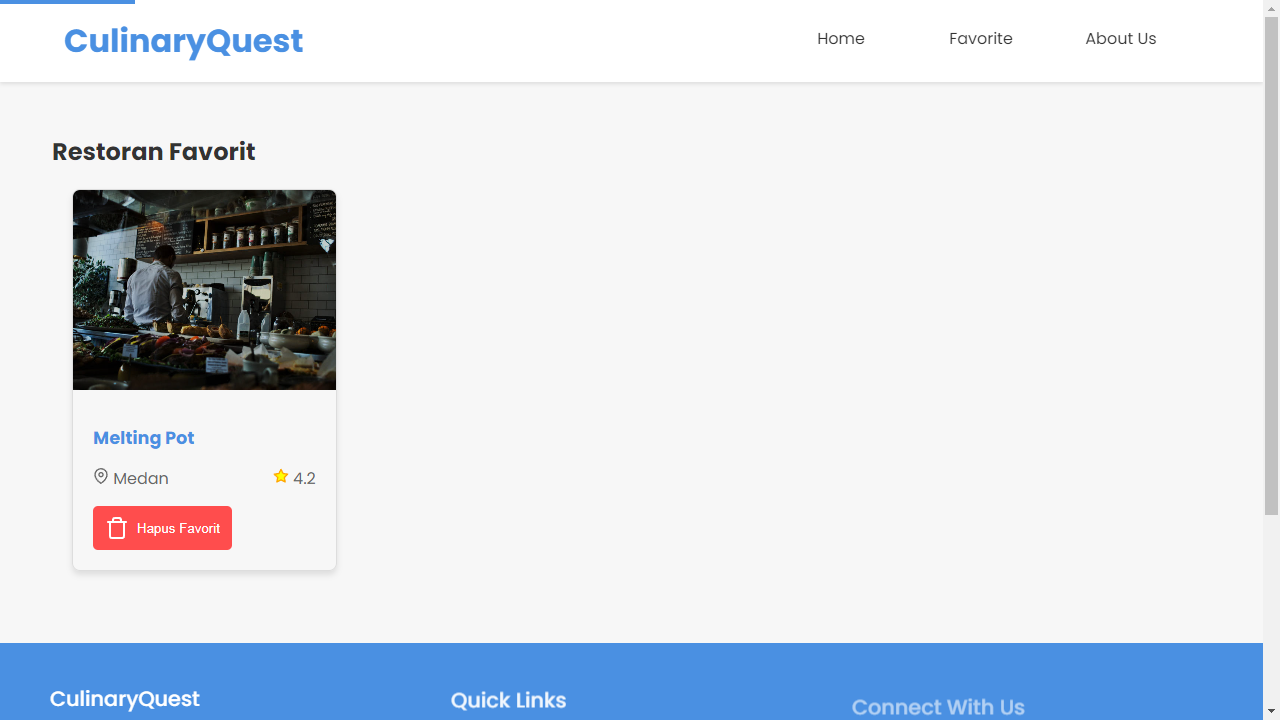 CulinaryQuest
Home Favorite About Us
Restoran Favorit
Melting Pot
Medan 4.2
Hapus Favorit
CulinaryQuest Quick Links Connect With Us